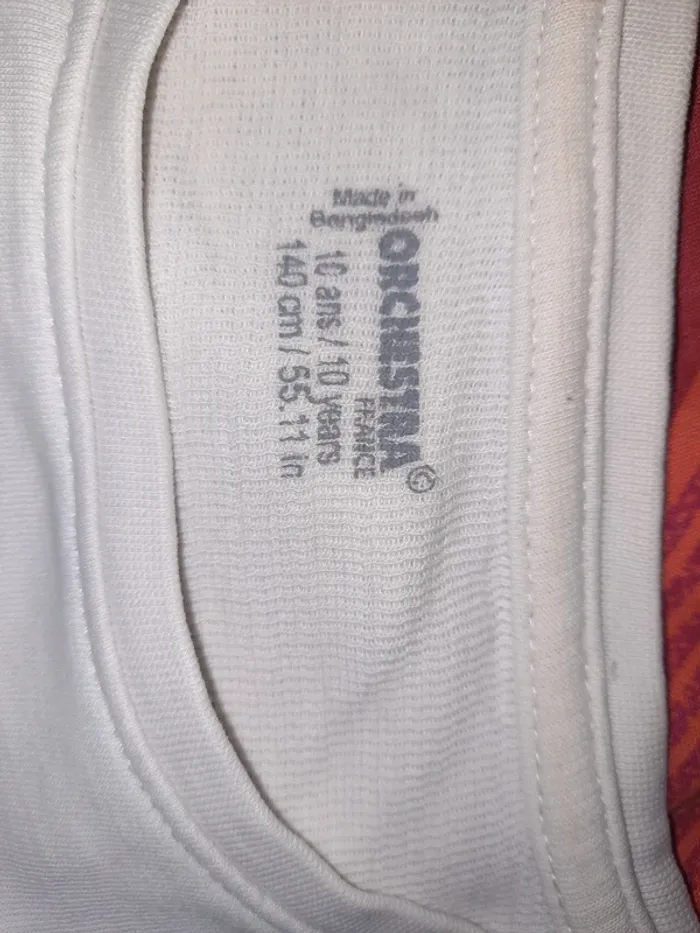 Made in
Bangladesh
ORCHESTRA©
FRANCE
10 ans / 10 years
140 cm / 55.11 in